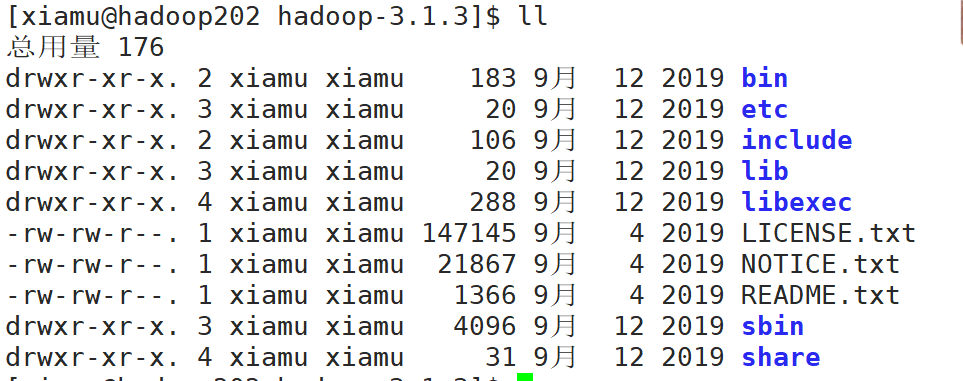 [xiamu@hadoop202 hadoop-3.1.3]$ ll
总用量 176
drwxr-xr-x. 2 xiamu xiamu    183 9月  12 2019 bin
drwxr-xr-x. 3 xiamu xiamu     20 9月  12 2019 etc
drwxr-xr-x. 2 xiamu xiamu    106 9月  12 2019 include
drwxr-xr-x. 3 xiamu xiamu     20 9月  12 2019 lib
drwxr-xr-x. 4 xiamu xiamu    288 9月  12 2019 libexec
-rw-rw-r--. 1 xiamu xiamu 147145 9月   4 2019 LICENSE.txt
-rw-rw-r--. 1 xiamu xiamu  21867 9月   4 2019 NOTICE.txt
-rw-rw-r--. 1 xiamu xiamu   1366 9月   4 2019 README.txt
drwxr-xr-x. 3 xiamu xiamu   4096 9月  12 2019 sbin
drwxr-xr-x. 4 xiamu xiamu     31 9月  12 2019 share
[xiamu@hadoop202 hadoop-3.1.3]$